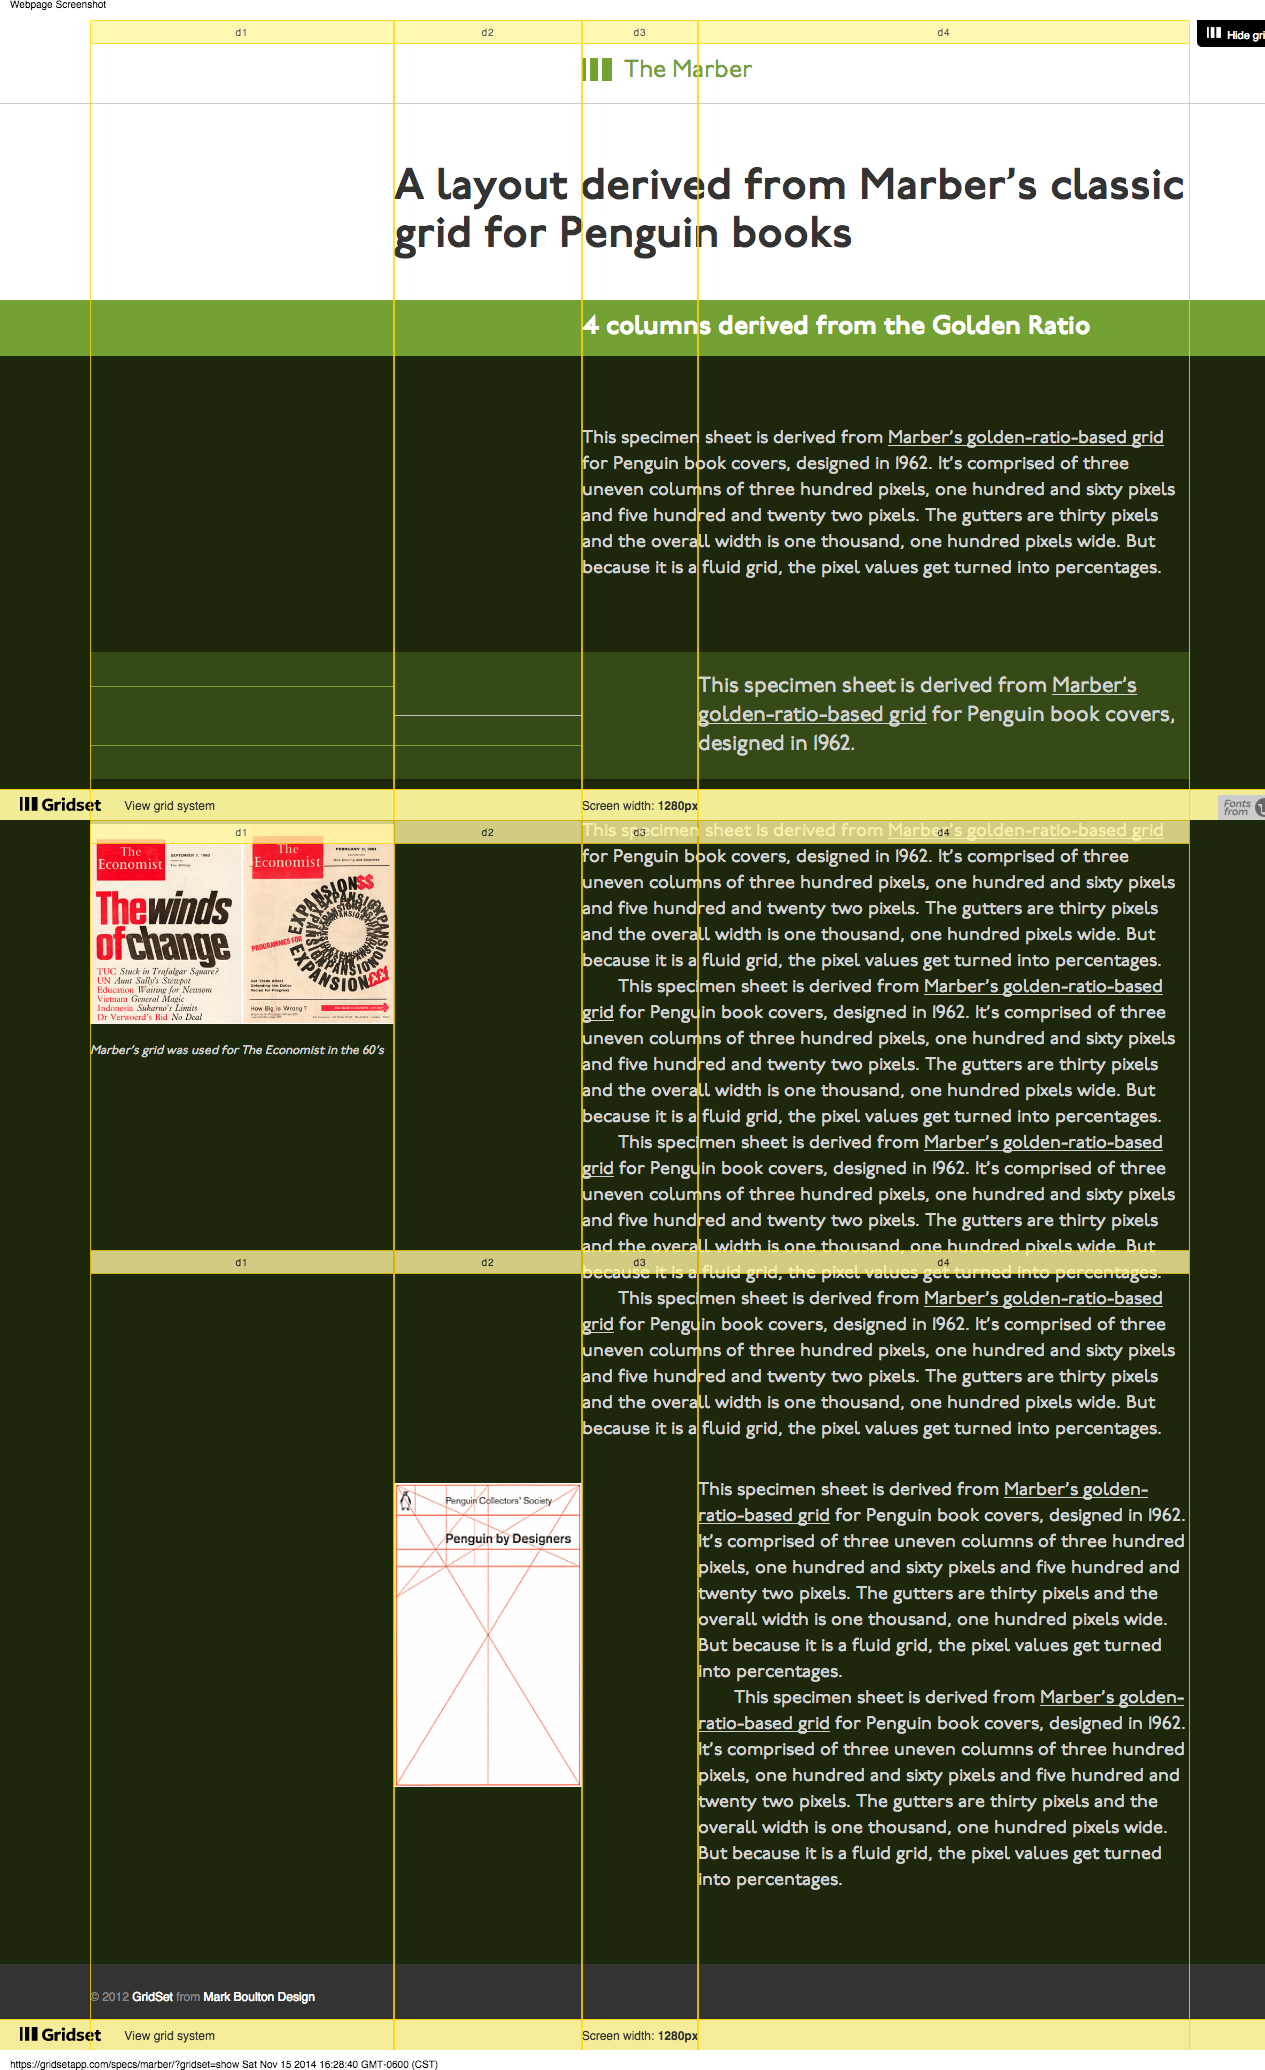 Webpage Screenshot
d1 d2 d3 d4
Hide gri
The Marber
A layout derived from Marber's classic
grid for Penguin books
4 columns derived from the Golden Ratio
This specimen sheet is derived from Marber's golden-ratio-based grid
for Penguin book covers, designed in 1962. It's comprised of three
uneven columns of three hundred pixels, one hundred and sixty pixels
and five hundred and twenty two pixels. The gutters are thirty pixels
and the overall width is one thousand, one hundred pixels wide. But
because it is a fluid grid, the pixel values get turned into percentages.
This specimen sheet is derived from Marber's
golden-ratio-based grid for Penguin book covers,
designed in 1962.
Gridset View grid system Screen width: 1280px
Fonts
from
d1 d2 d3 d4
The
Economist
SEPTEMBER 7, 1963
The winds
of change
TUC Stuck in Trafalgar Square?
UN Aunt Sally's Stewpot
Education Waiting for Newsom
Vietnam General Magic
Indonesia Sukarno's Limits
Dr Verwoerd's Bid No Deal
The
Economist
EXPANSION$$
PROGRAMMES FOR
EXPANSION
EXPANSION£££
How Big is Wrong?
Marber's grid was used for The Economist in the 60's
This specimen sheet is derived from Marber's golden-ratio-based grid
for Penguin book covers, designed in 1962. It's comprised of three
uneven columns of three hundred pixels, one hundred and sixty pixels
and five hundred and twenty two pixels. The gutters are thirty pixels
and the overall width is one thousand, one hundred pixels wide. But
because it is a fluid grid, the pixel values get turned into percentages.
This specimen sheet is derived from Marber's golden-ratio-based
grid for Penguin book covers, designed in 1962. It's comprised of three
uneven columns of three hundred pixels, one hundred and sixty pixels
and five hundred and twenty two pixels. The gutters are thirty pixels
and the overall width is one thousand, one hundred pixels wide. But
because it is a fluid grid, the pixel values get turned into percentages.
This specimen sheet is derived from Marber's golden-ratio-based
grid for Penguin book covers, designed in 1962. It's comprised of three
uneven columns of three hundred pixels, one hundred and sixty pixels
and five hundred and twenty two pixels. The gutters are thirty pixels
and the overall width is one thousand, one hundred pixels wide. But
d1 d2 d3 d4
because it is a fluid grid, the pixel values get turned into percentages.
This specimen sheet is derived from Marber's golden-ratio-based
grid for Penguin book covers, designed in 1962. It's comprised of three
uneven columns of three hundred pixels, one hundred and sixty pixels
and five hundred and twenty two pixels. The gutters are thirty pixels
and the overall width is one thousand, one hundred pixels wide. But
because it is a fluid grid, the pixel values get turned into percentages.
Penguin Collectors' Society
Penguin by Designers
This specimen sheet is derived from Marber's golden-
ratio-based grid for Penguin book covers, designed in 1962.
It's comprised of three uneven columns of three hundred
pixels, one hundred and sixty pixels and five hundred and
twenty two pixels. The gutters are thirty pixels and the
overall width is one thousand, one hundred pixels wide.
But because it is a fluid grid, the pixel values get turned
into percentages.
This specimen sheet is derived from Marber's golden-
ratio-based grid for Penguin book covers, designed in 1962.
It's comprised of three uneven columns of three hundred
pixels, one hundred and sixty pixels and five hundred and
twenty two pixels. The gutters are thirty pixels and the
overall width is one thousand, one hundred pixels wide.
But because it is a fluid grid, the pixel values get turned
into percentages.
© 2012 GridSet from Mark Boulton Design
Gridset View grid system Screen width: 1280px
https://gridsetapp.com/specs/marber/?gridset=show Sat Nov 15 2014 16:28:40 GMT-0600 (CST)